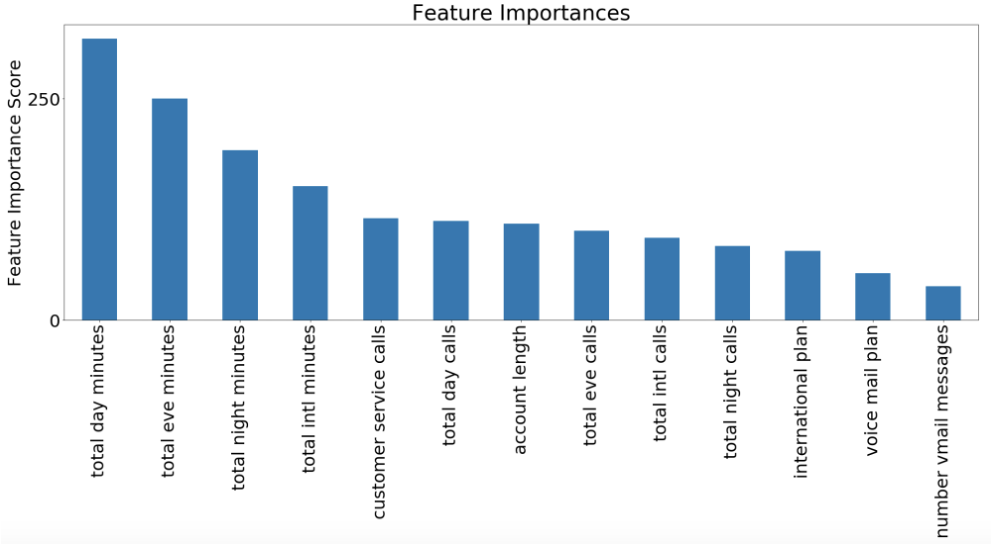 Feature Importances
Feature Importance Score
250
0
total day minutes
total eve minutes
total night minutes
total intl minutes
customer service calls
total day calls
account length
total eve calls
total intl calls
total night calls
international plan
voice mail plan
number vmail messages